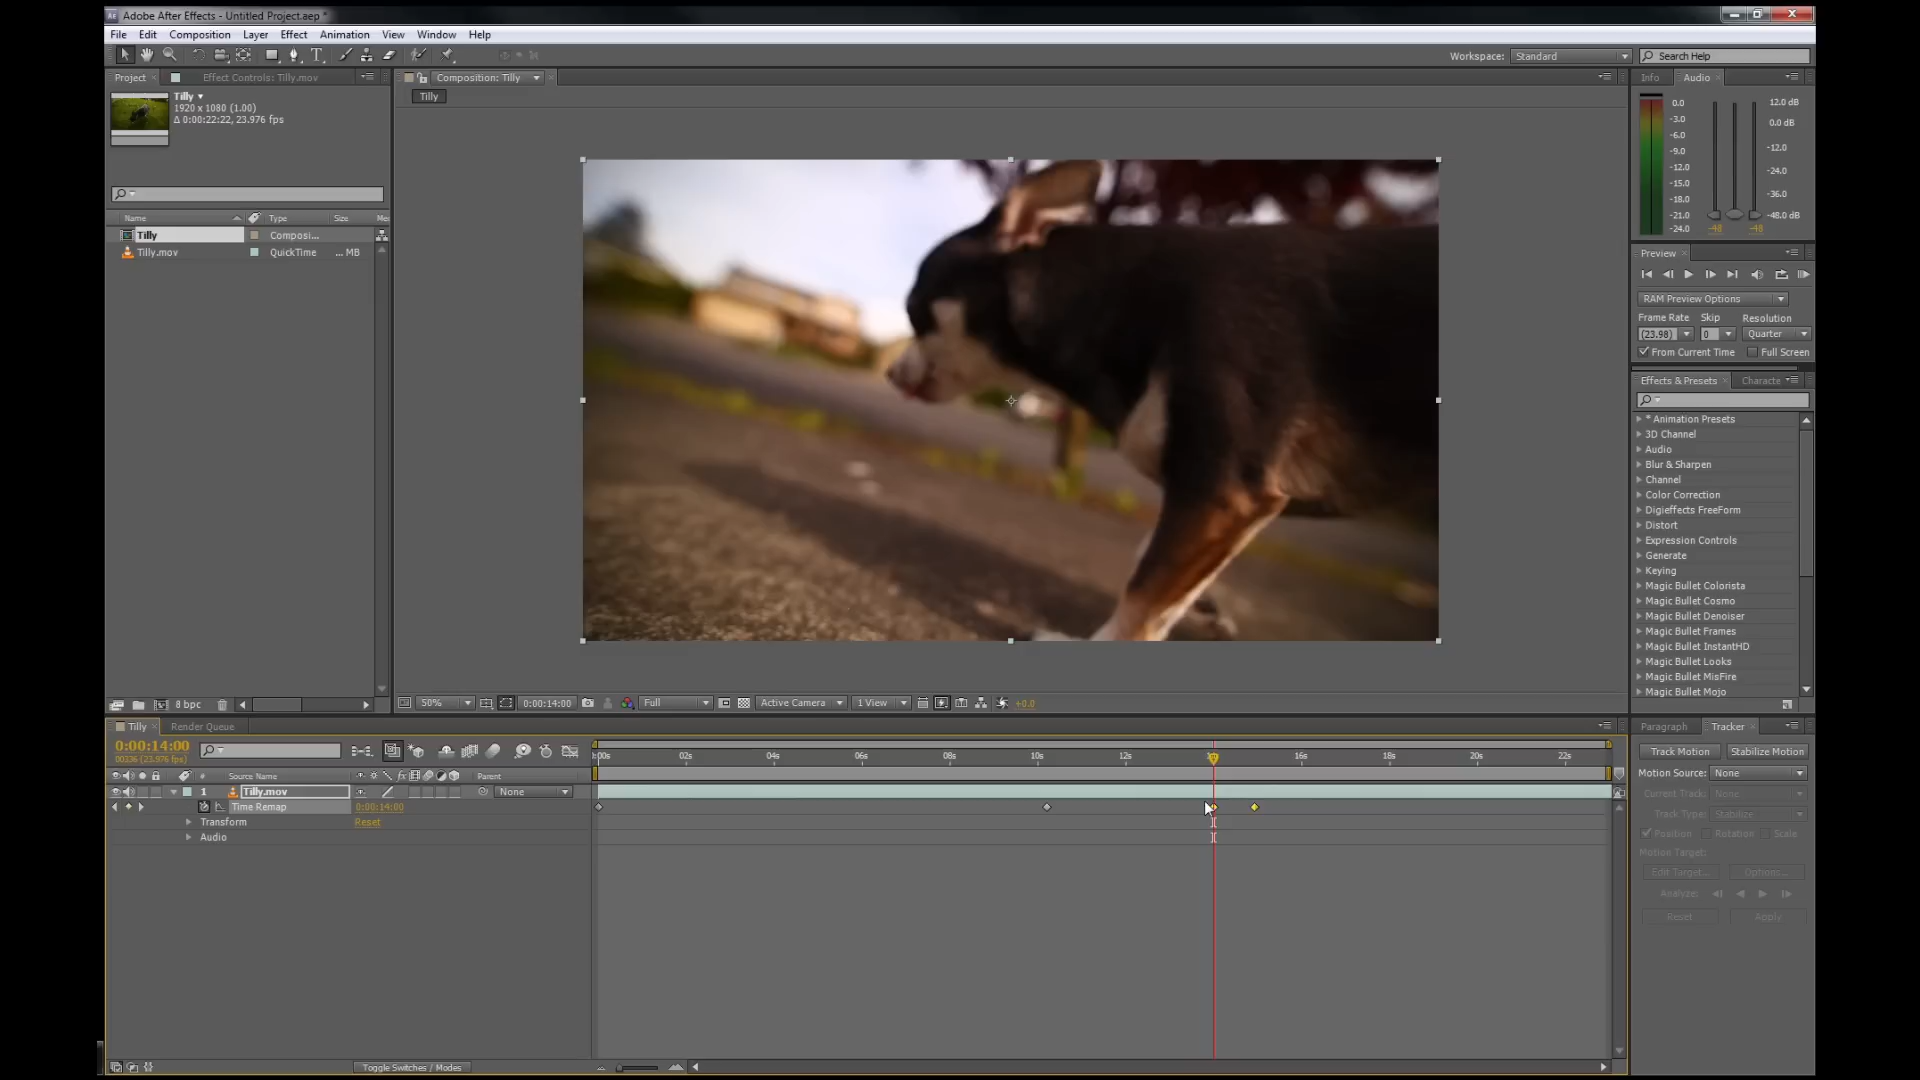 Adobe After Effects - Untitled Project.aep *
File Edit Composition Layer Effect Animation View Window Help
Workspace: Standard Search Help
Project Effect Controls: Tilly.mov
Tilly
1920 x 1080 (1.00)
Δ 0:00:22:22, 23.976 fps
Name Type Size Me
Tilly Composi...
Tilly.mov QuickTime ... MB
8 bpc
Composition: Tilly
Tilly
50% 0:00:14:00 Full Active Camera 1 View +0.0
Info Audio
0.0 12.0 dB
-3.0 0.0 dB
-6.0
-9.0 -12.0
-12.0 -24.0
-15.0
-18.0 -36.0
-21.0 -48.0 dB
-24.0 -48 -48
Preview
RAM Preview Options
Frame Rate Skip Resolution
(23.98) 0 Quarter
From Current Time Full Screen
Effects & Presets Characte
* Animation Presets
3D Channel
Audio
Blur & Sharpen
Channel
Color Correction
Digieffects FreeForm
Distort
Expression Controls
Generate
Keying
Magic Bullet Colorista
Magic Bullet Cosmo
Magic Bullet Denoiser
Magic Bullet Frames
Magic Bullet InstantHD
Magic Bullet Looks
Magic Bullet MisFire
Magic Bullet Mojo
Tilly Render Queue
0:00:14:00
00336 (23.976 fps)
# Source Name fx Parent
1 Tilly.mov None
Time Remap 0:00:14:00
Transform Reset
Audio
:00s 02s 04s 06s 08s 10s 12s 16s 18s 20s 22s
Toggle Switches / Modes
Paragraph Tracker
Track Motion Stabilize Motion
Motion Source: None
Current Track: None
Track Type: Stabilize
Position Rotation Scale
Motion Target:
Edit Target... Options...
Analyze:
Reset Apply